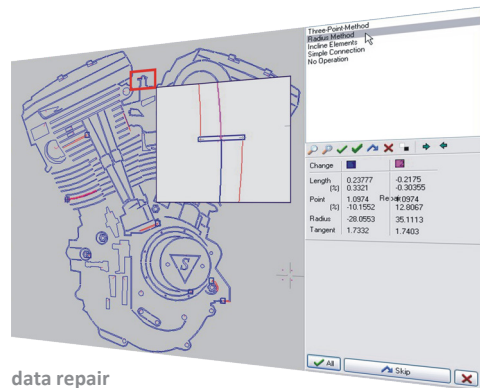 Three-Point-Method
Radius Method
Incline Elements
Simple Connection
No Operation
Change
Length 0.23777 -0.2175
(%) 0.3321 -0.30355
Point 1.0974 0.0974
(%) -10.1552 12.8067
Radius -28.0553 35.1113
Tangent 1.7332 1.7403
S
All
Skip
data repair